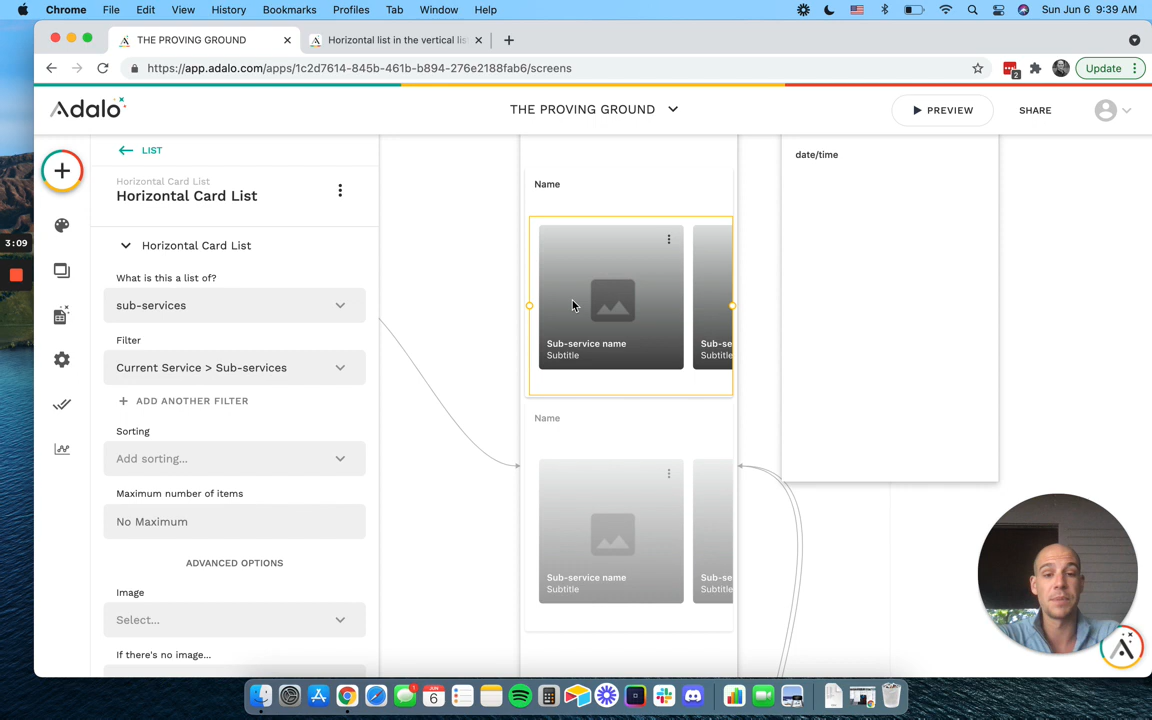 Chrome File Edit View History Bookmarks Profiles Tab Window Help
Sun Jun 6 9:39 AM
THE PROVING GROUND
Horizontal list in the vertical lis
https://app.adalo.com/apps/1c2d7614-845b-461b-b894-276e2188fab6/screens
2
Update
Adalo
THE PROVING GROUND
PREVIEW
SHARE
LIST
Horizontal Card List
Horizontal Card List
3:09
Horizontal Card List
What is this a list of?
sub-services
Filter
Current Service > Sub-services
ADD ANOTHER FILTER
Sorting
Add sorting...
Maximum number of items
No Maximum
ADVANCED OPTIONS
Image
Select...
If there's no image...
Name
Sub-service name
Subtitle
Sub-se
Subtitle
Name
Sub-service name
Subtitle
Sub-se
Subtitle
date/time
JUN
6
1